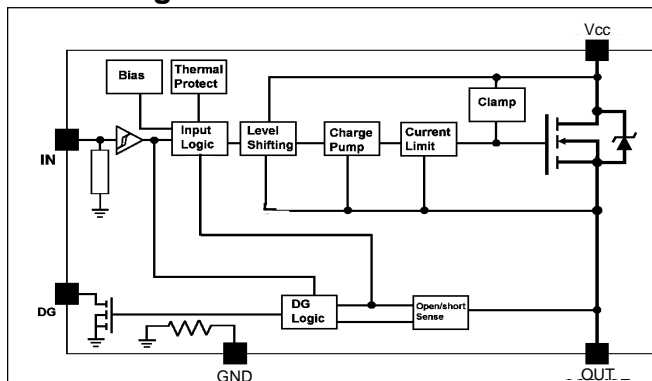 Vcc
Bias
Thermal
Protect
Clamp
IN
Input
Logic
Level
Shifting
Charge
Pump
Current
Limit
DG
DG
Logic
Open/short
Sense
GND
OUT